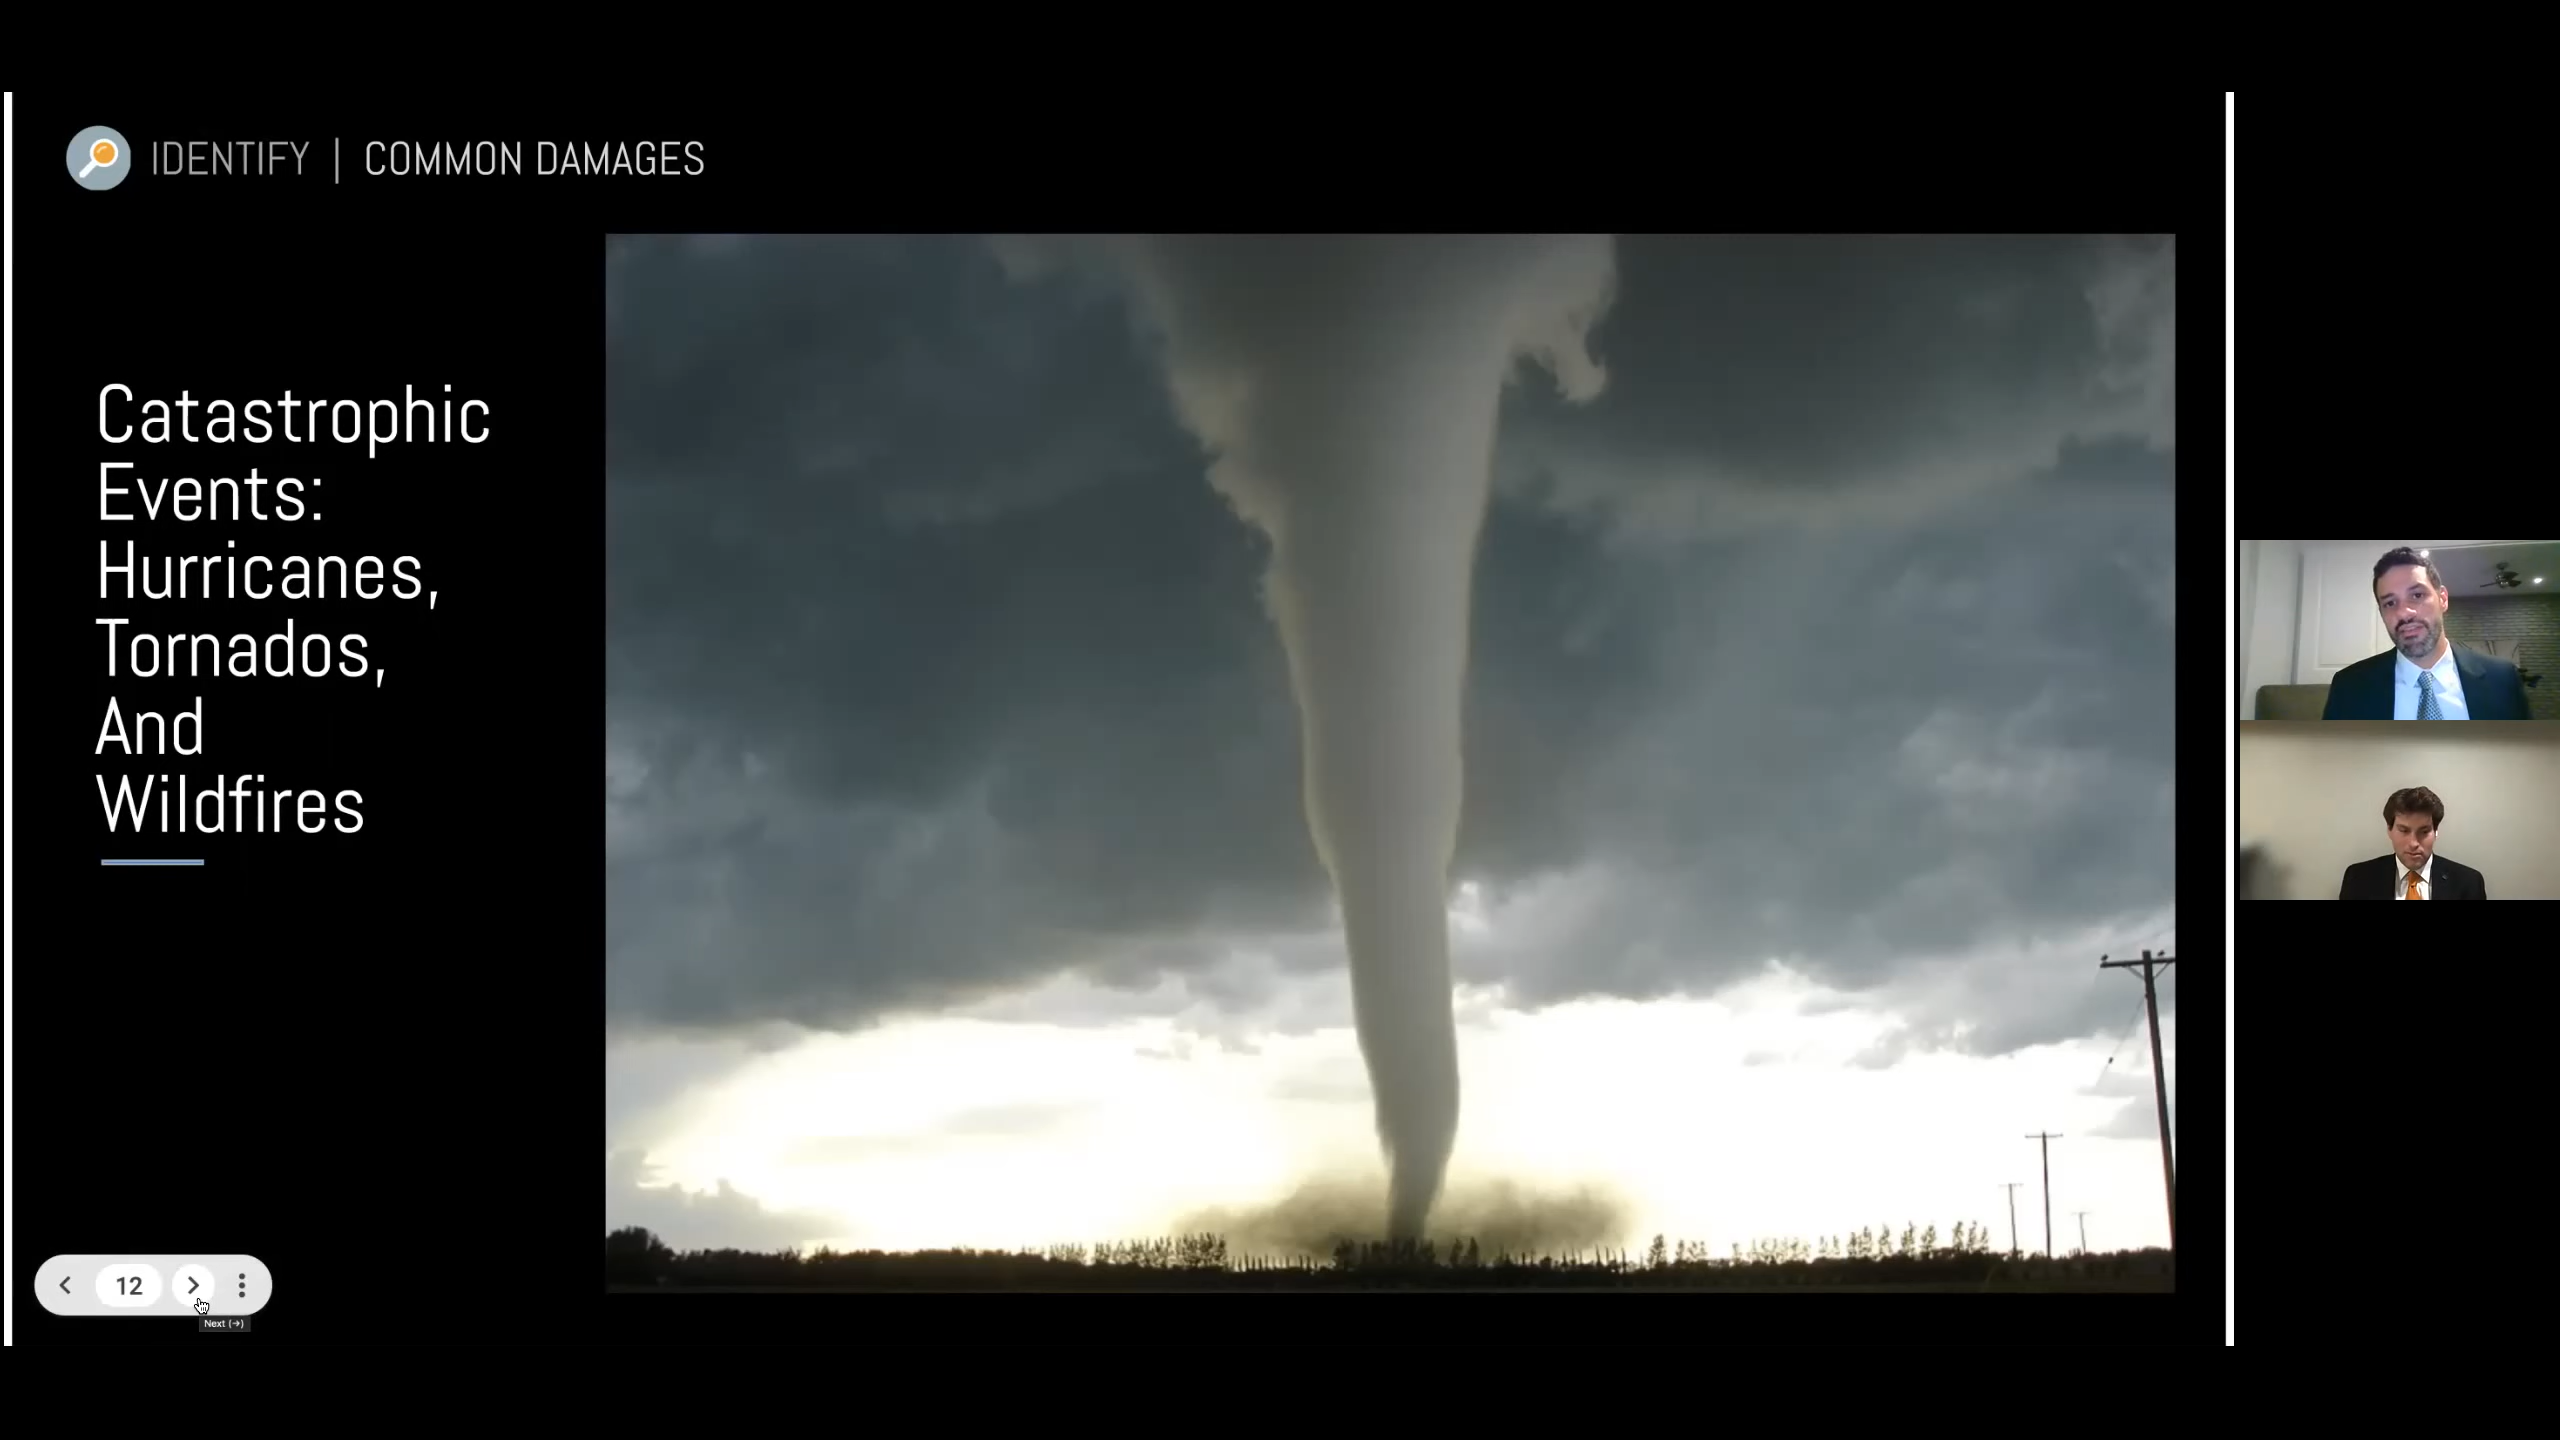 IDENTIFY | COMMON DAMAGES
Catastrophic
Events:
Hurricanes,
Tornados,
And
Wildfires
12
Next (→)